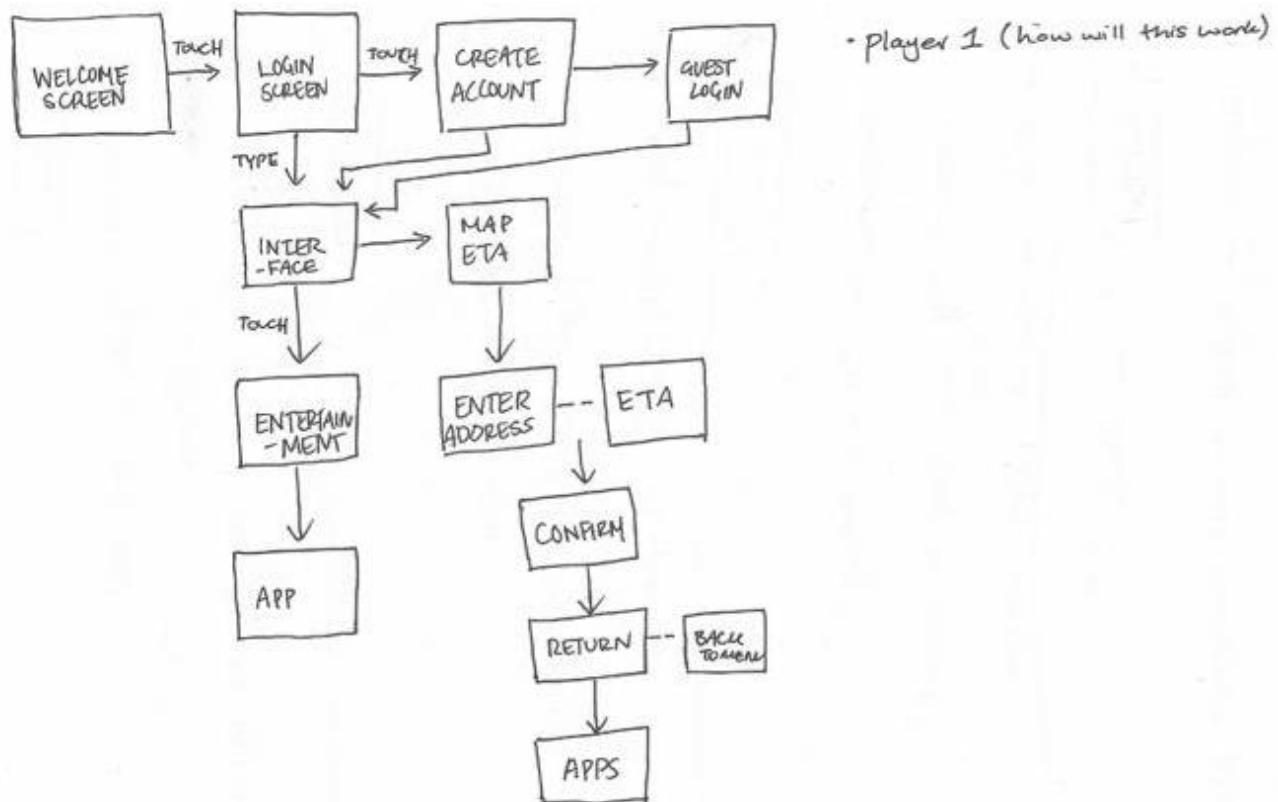 WELCOME
SCREEN
TOUCH
LOGIN
SCREEN
TOUCH
CREATE
ACCOUNT
GUEST
LOGIN
• Player 1 (how will this work)
TYPE
INTER
-FACE
MAP
ETA
TOUCH
ENTERTAIN
-MENT
ENTER
ADDRESS
ETA
CONFIRM
APP
RETURN
BACK
TO MENU
APPS